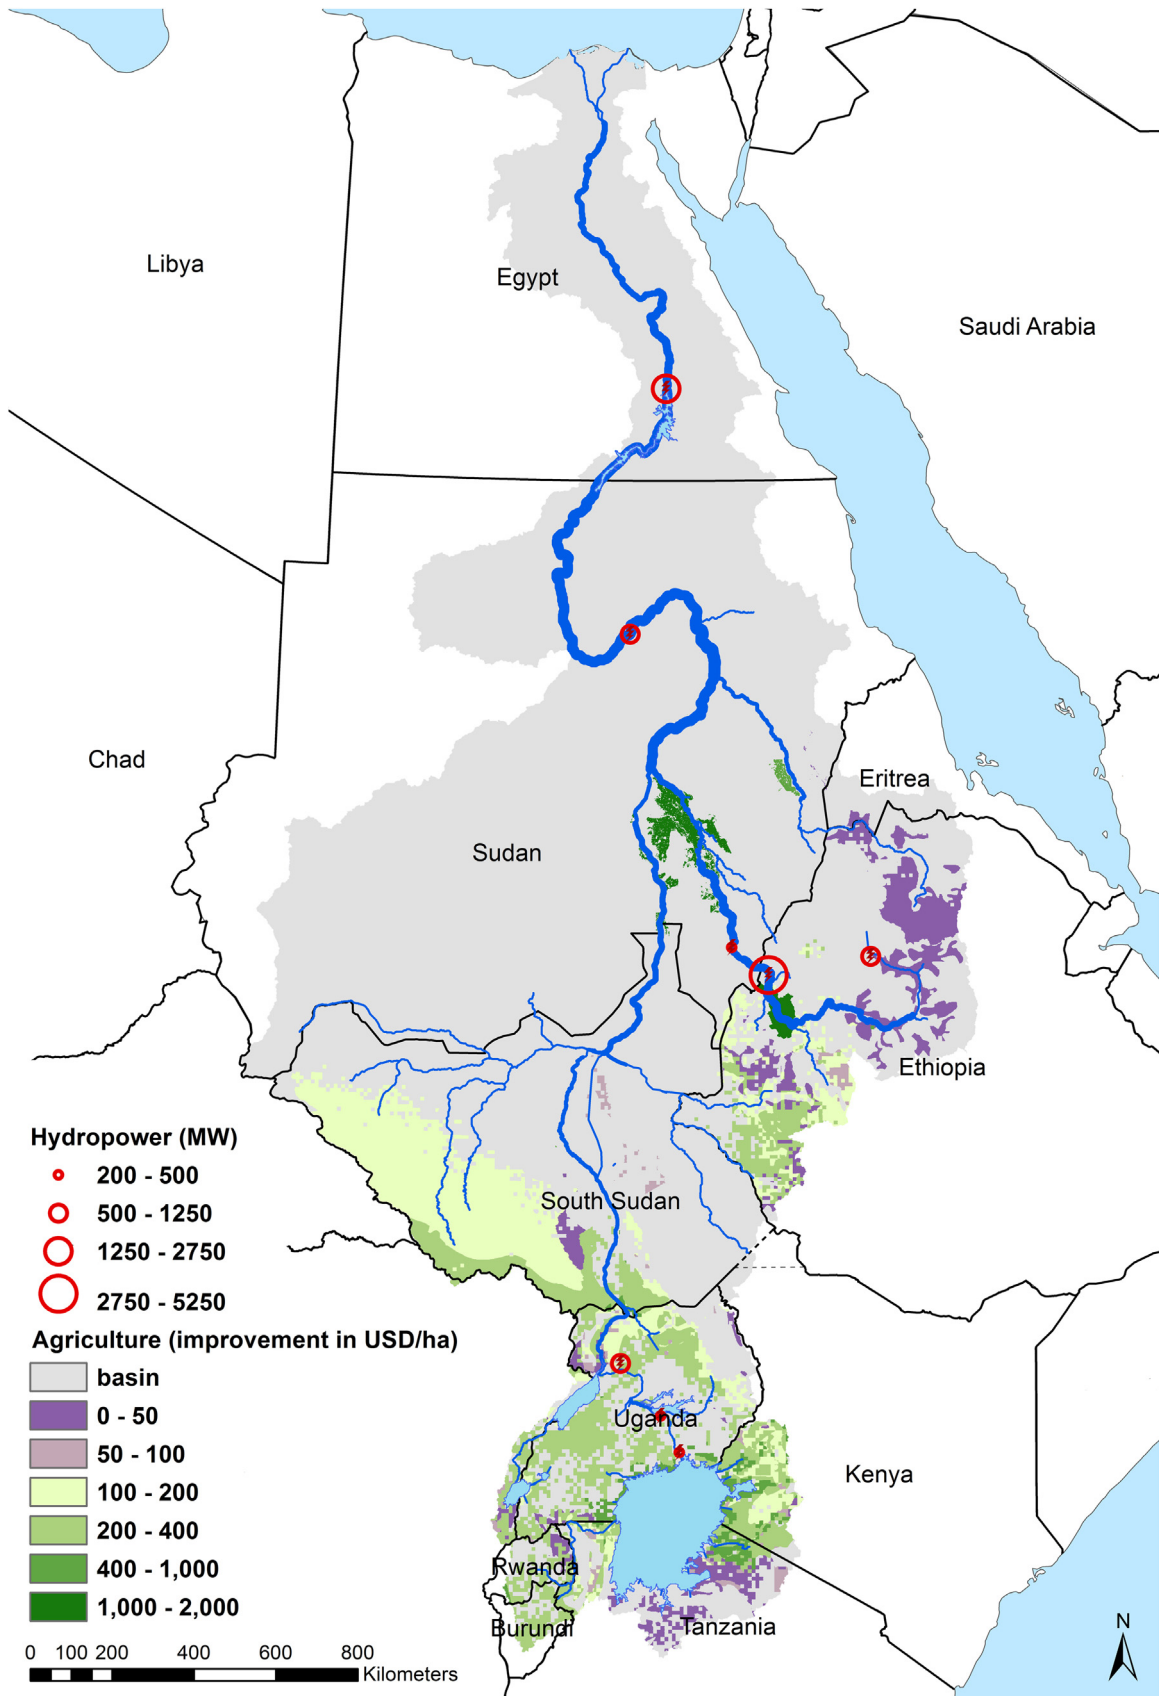 Libya
Egypt
Saudi Arabia
Chad
Eritrea
Sudan
Ethiopia
South Sudan
Uganda
Kenya
Rwanda
Burundi
Tanzania
Hydropower (MW)
200 - 500
500 - 1250
1250 - 2750
2750 - 5250
Agriculture (improvement in USD/ha)
basin
0 - 50
50 - 100
100 - 200
200 - 400
400 - 1,000
1,000 - 2,000
0 100 200 400 600 800
Kilometers
N